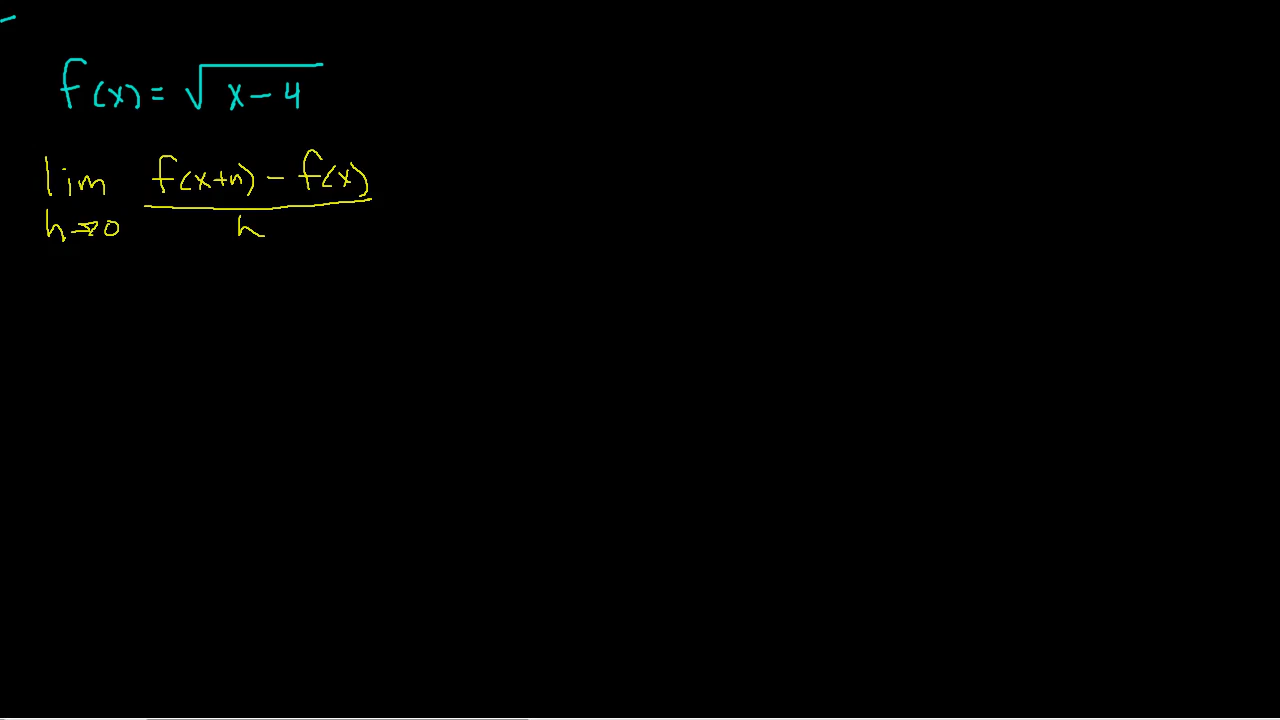 f(x) = √(x - 4)
lim f(x+h) - f(x)
h→0 h